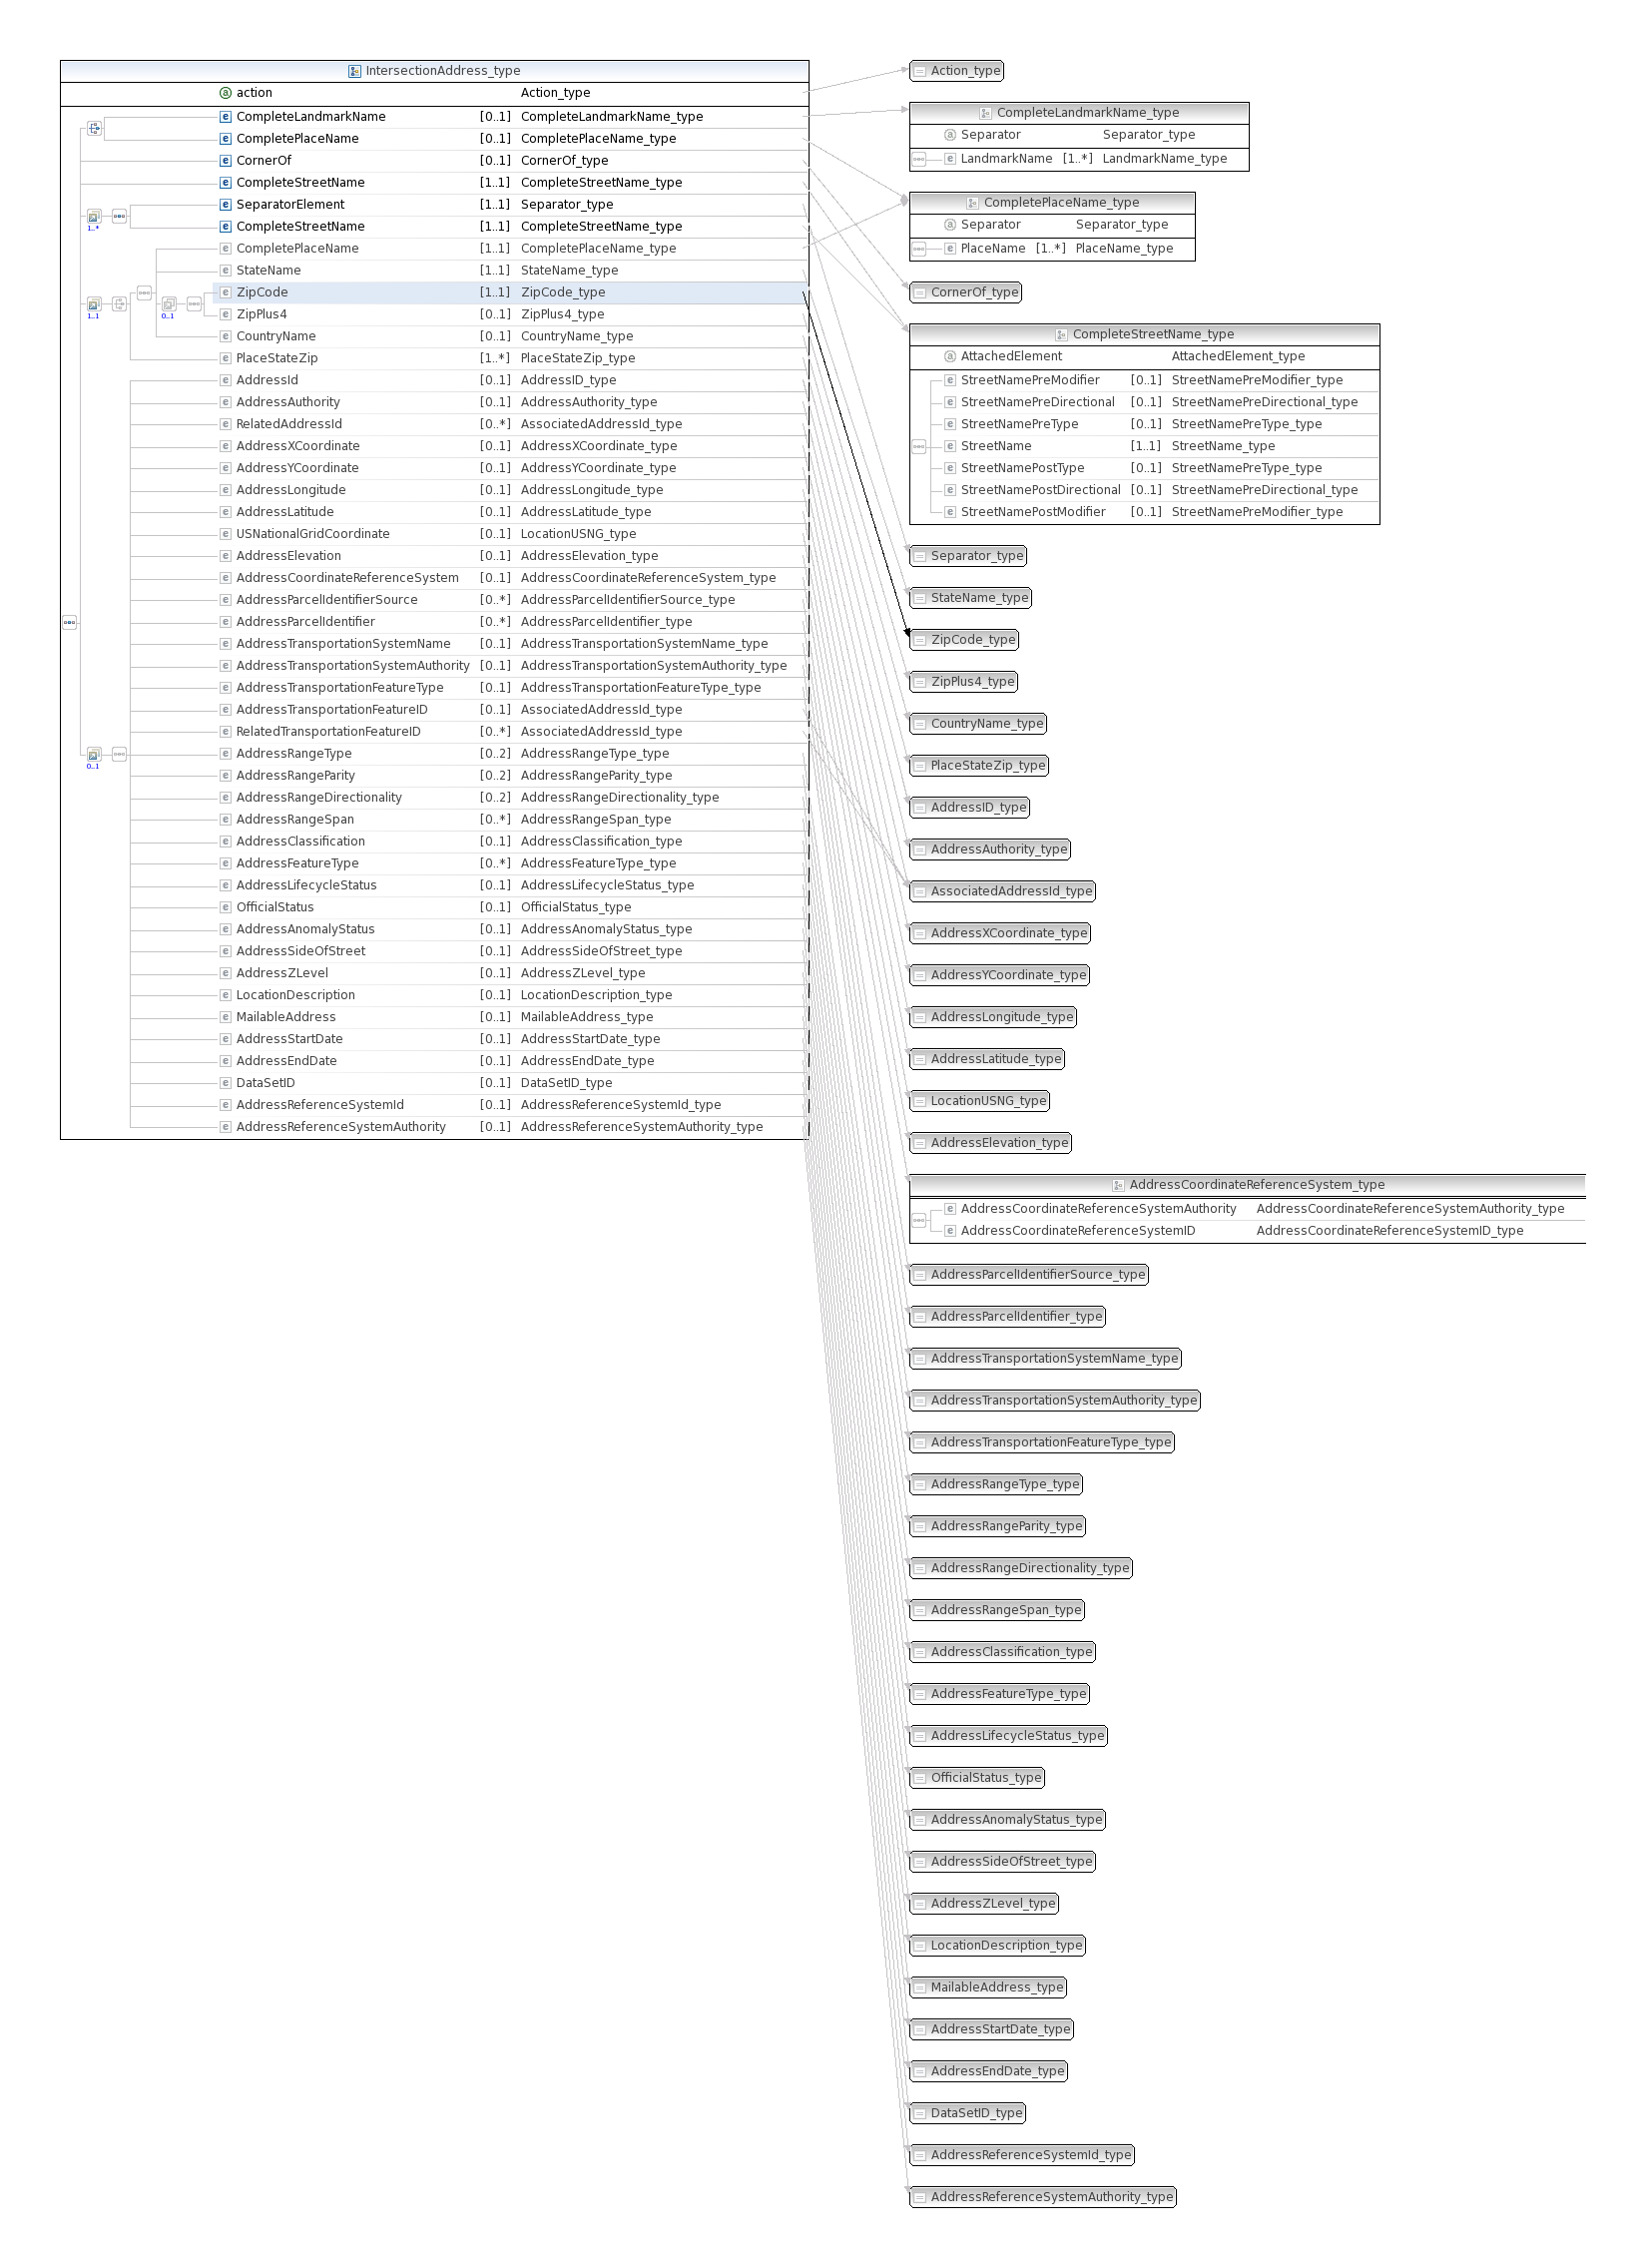 IntersectionAddress_type
action Action_type
CompleteLandmarkName [0..1] CompleteLandmarkName_type
CompletePlaceName [0..1] CompletePlaceName_type
CornerOf [0..1] CornerOf_type
CompleteStreetName [1..1] CompleteStreetName_type
SeparatorElement [1..1] Separator_type
1..*
CompleteStreetName [1..1] CompleteStreetName_type
CompletePlaceName [1..1] CompletePlaceName_type
StateName [1..1] StateName_type
ZipCode [1..1] ZipCode_type
ZipPlus4 [0..1] ZipPlus4_type
1..1 0..1
CountryName [0..1] CountryName_type
PlaceStateZip [1..*] PlaceStateZip_type
AddressId [0..1] AddressID_type
AddressAuthority [0..1] AddressAuthority_type
RelatedAddressId [0..*] AssociatedAddressId_type
AddressXCoordinate [0..1] AddressXCoordinate_type
AddressYCoordinate [0..1] AddressYCoordinate_type
AddressLongitude [0..1] AddressLongitude_type
AddressLatitude [0..1] AddressLatitude_type
USNationalGridCoordinate [0..1] LocationUSNG_type
AddressElevation [0..1] AddressElevation_type
AddressCoordinateReferenceSystem [0..1] AddressCoordinateReferenceSystem_type
AddressParcelIdentifierSource [0..*] AddressParcelIdentifierSource_type
AddressParcelIdentifier [0..*] AddressParcelIdentifier_type
AddressTransportationSystemName [0..1] AddressTransportationSystemName_type
AddressTransportationSystemAuthority [0..1] AddressTransportationSystemAuthority_type
AddressTransportationFeatureType [0..1] AddressTransportationFeatureType_type
AddressTransportationFeatureID [0..1] AssociatedAddressId_type
RelatedTransportationFeatureID [0..*] AssociatedAddressId_type
AddressRangeType [0..2] AddressRangeType_type
0..1
AddressRangeParity [0..2] AddressRangeParity_type
AddressRangeDirectionality [0..2] AddressRangeDirectionality_type
AddressRangeSpan [0..*] AddressRangeSpan_type
AddressClassification [0..1] AddressClassification_type
AddressFeatureType [0..*] AddressFeatureType_type
AddressLifecycleStatus [0..1] AddressLifecycleStatus_type
OfficialStatus [0..1] OfficialStatus_type
AddressAnomalyStatus [0..1] AddressAnomalyStatus_type
AddressSideOfStreet [0..1] AddressSideOfStreet_type
AddressZLevel [0..1] AddressZLevel_type
LocationDescription [0..1] LocationDescription_type
MailableAddress [0..1] MailableAddress_type
AddressStartDate [0..1] AddressStartDate_type
AddressEndDate [0..1] AddressEndDate_type
DataSetID [0..1] DataSetID_type
AddressReferenceSystemId [0..1] AddressReferenceSystemId_type
AddressReferenceSystemAuthority [0..1] AddressReferenceSystemAuthority_type
Action_type
CompleteLandmarkName_type
Separator Separator_type
LandmarkName [1..*] LandmarkName_type
CompletePlaceName_type
Separator Separator_type
PlaceName [1..*] PlaceName_type
CornerOf_type
CompleteStreetName_type
AttachedElement AttachedElement_type
StreetNamePreModifier [0..1] StreetNamePreModifier_type
StreetNamePreDirectional [0..1] StreetNamePreDirectional_type
StreetNamePreType [0..1] StreetNamePreType_type
StreetName [1..1] StreetName_type
StreetNamePostType [0..1] StreetNamePreType_type
StreetNamePostDirectional [0..1] StreetNamePreDirectional_type
StreetNamePostModifier [0..1] StreetNamePreModifier_type
Separator_type
StateName_type
ZipCode_type
ZipPlus4_type
CountryName_type
PlaceStateZip_type
AddressID_type
AddressAuthority_type
AssociatedAddressId_type
AddressXCoordinate_type
AddressYCoordinate_type
AddressLongitude_type
AddressLatitude_type
LocationUSNG_type
AddressElevation_type
AddressCoordinateReferenceSystem_type
AddressCoordinateReferenceSystemAuthority AddressCoordinateReferenceSystemAuthority_type
AddressCoordinateReferenceSystemID AddressCoordinateReferenceSystemID_type
AddressParcelIdentifierSource_type
AddressParcelIdentifier_type
AddressTransportationSystemName_type
AddressTransportationSystemAuthority_type
AddressTransportationFeatureType_type
AddressRangeType_type
AddressRangeParity_type
AddressRangeDirectionality_type
AddressRangeSpan_type
AddressClassification_type
AddressFeatureType_type
AddressLifecycleStatus_type
OfficialStatus_type
AddressAnomalyStatus_type
AddressSideOfStreet_type
AddressZLevel_type
LocationDescription_type
MailableAddress_type
AddressStartDate_type
AddressEndDate_type
DataSetID_type
AddressReferenceSystemId_type
AddressReferenceSystemAuthority_type